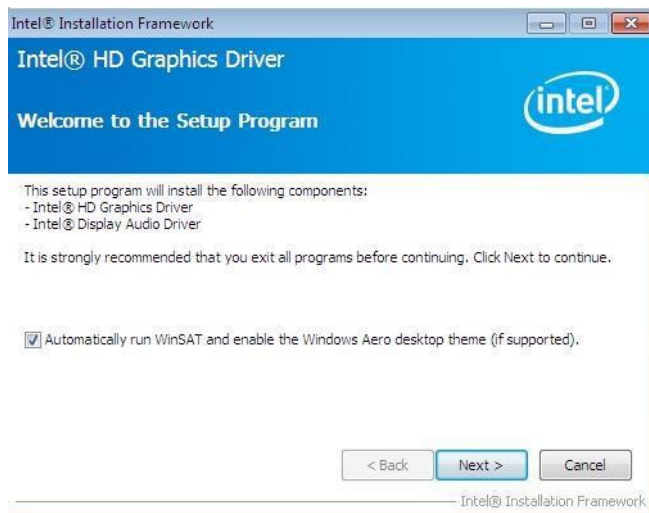 Intel® Installation Framework
Intel® HD Graphics Driver
intel
Welcome to the Setup Program
This setup program will install the following components:
- Intel® HD Graphics Driver
- Intel® Display Audio Driver
It is strongly recommended that you exit all programs before continuing. Click Next to continue.
Automatically run WinSAT and enable the Windows Aero desktop theme (if supported).
< Back
Next >
Cancel
Intel® Installation Framework